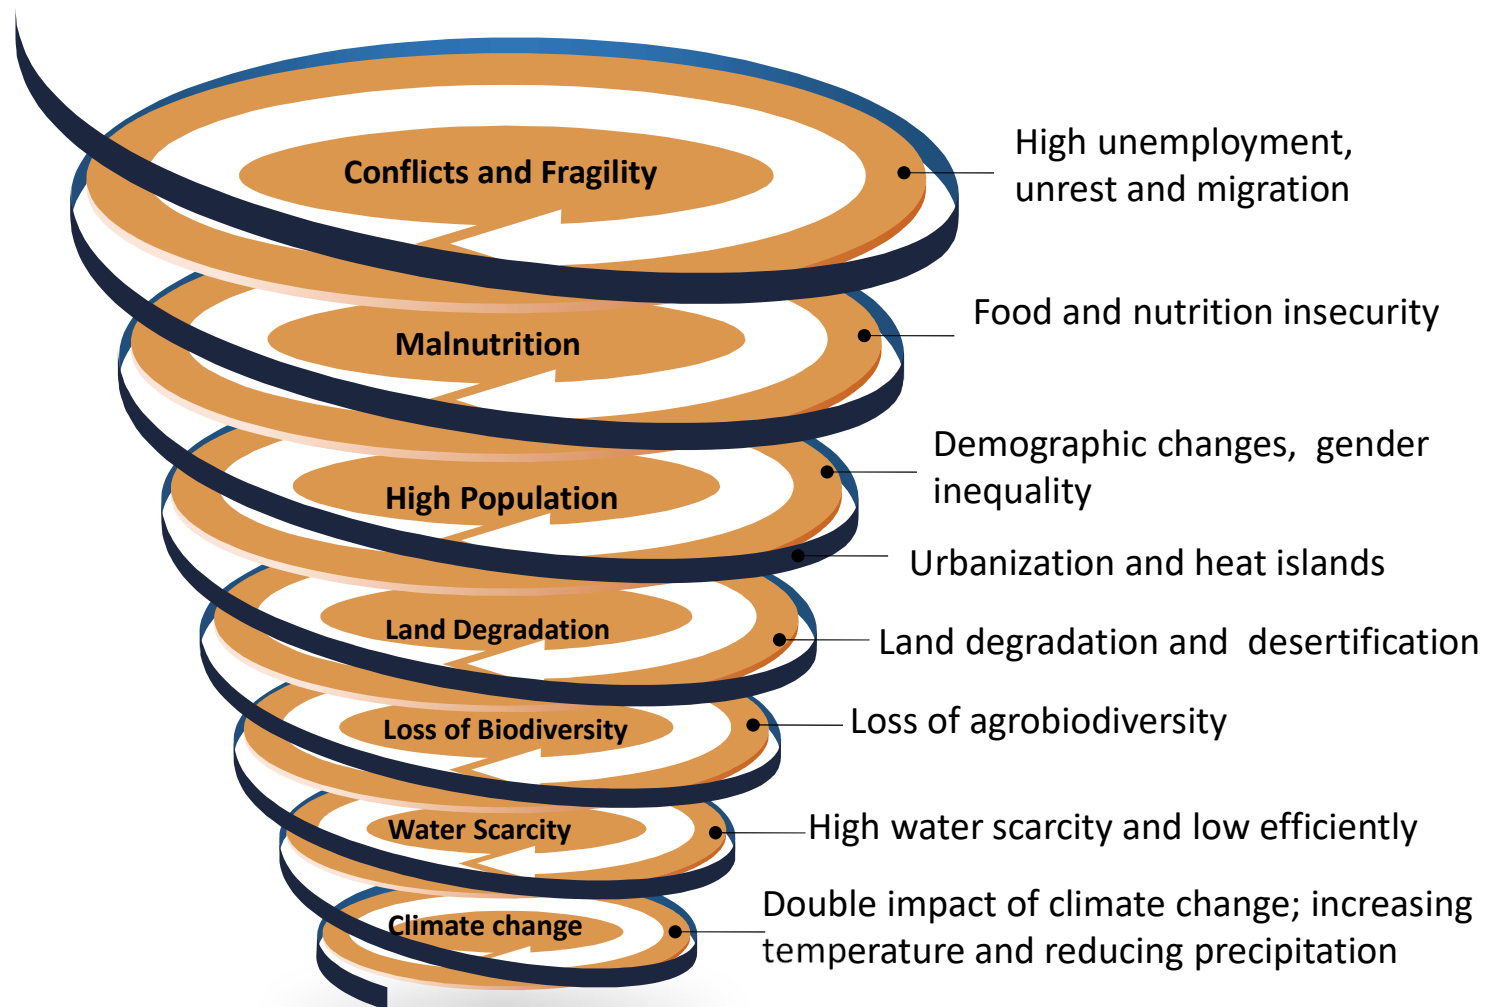 Conflicts and Fragility
High unemployment,
unrest and migration
Malnutrition
Food and nutrition insecurity
High Population
Demographic changes,  gender
inequality
Urbanization and heat islands
Land Degradation
Land degradation and  desertification
Loss of Biodiversity
Loss of agrobiodiversity
Water Scarcity
High water scarcity and low efficiently
Climate change
Double impact of climate change; increasing
temperature and reducing precipitation